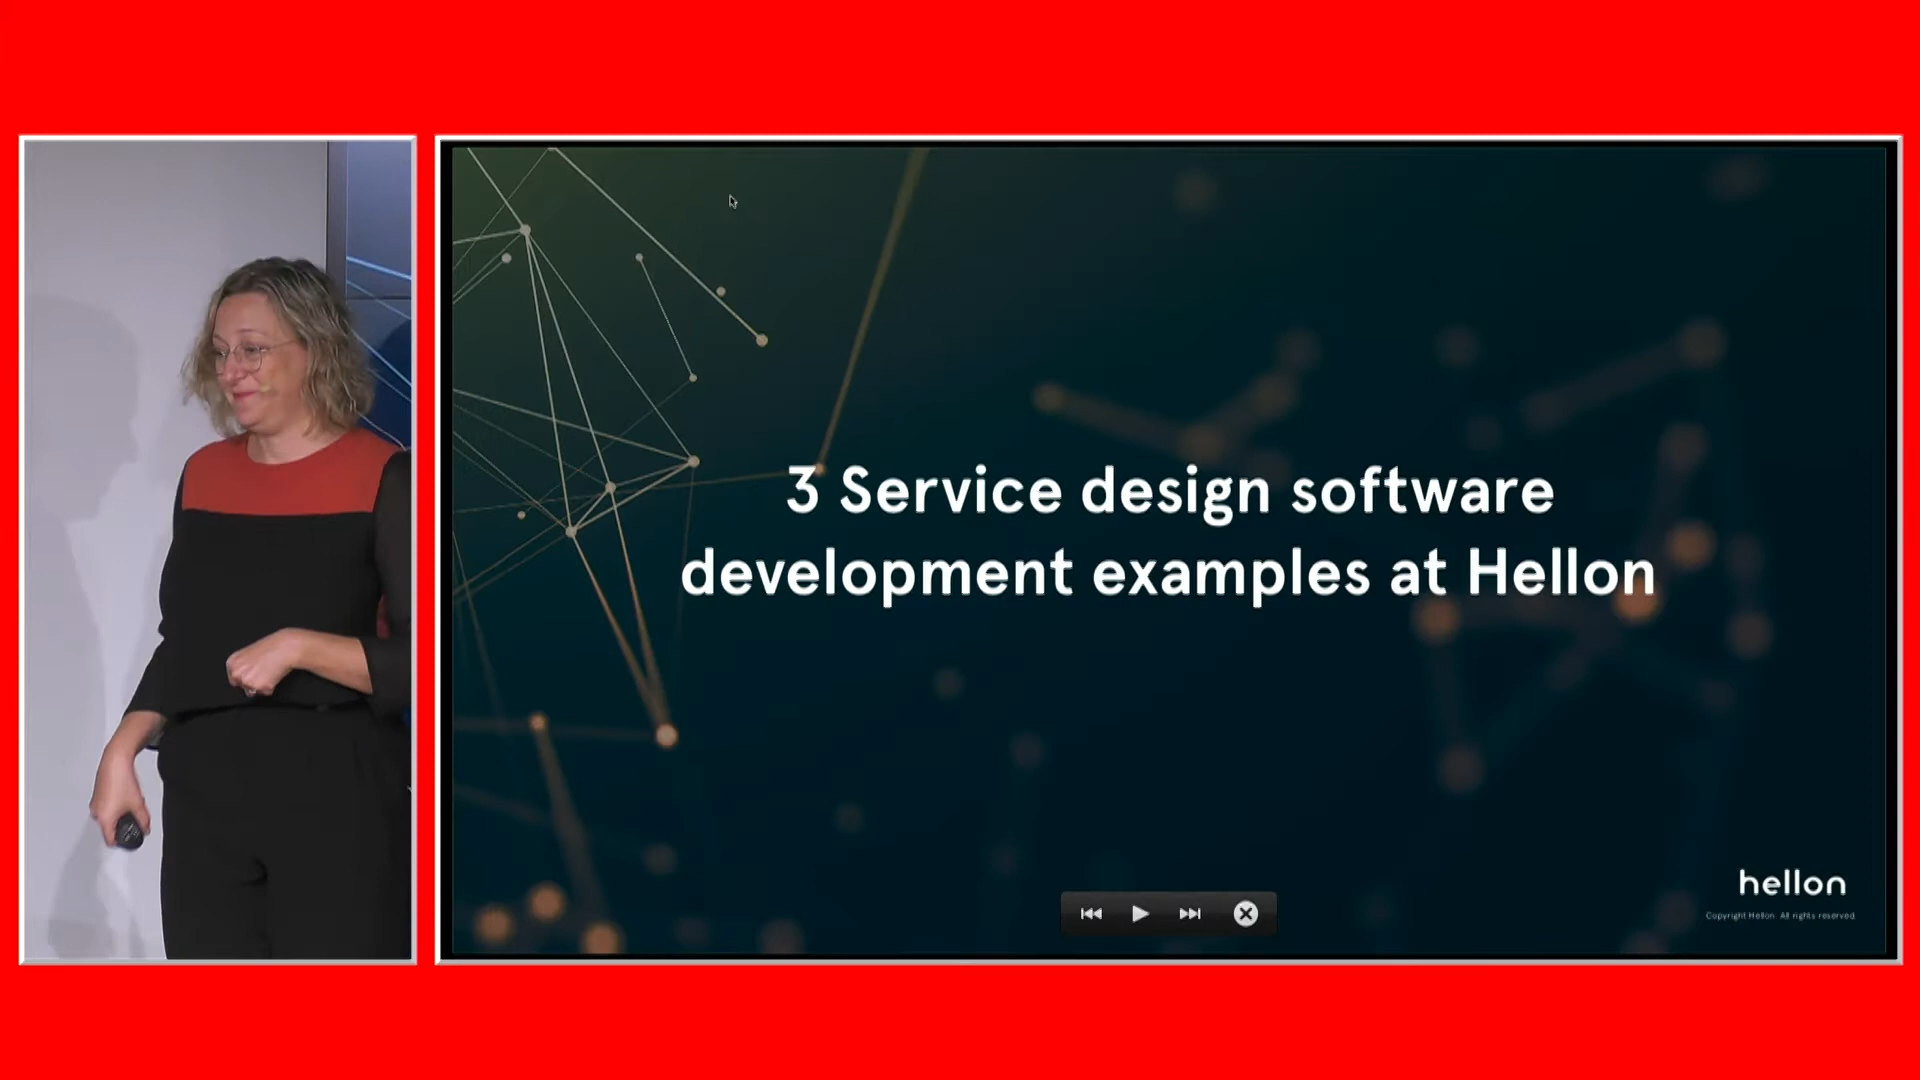 3 Service design software
development examples at Hellon
hellon
Copyright Hellon. All rights reserved.